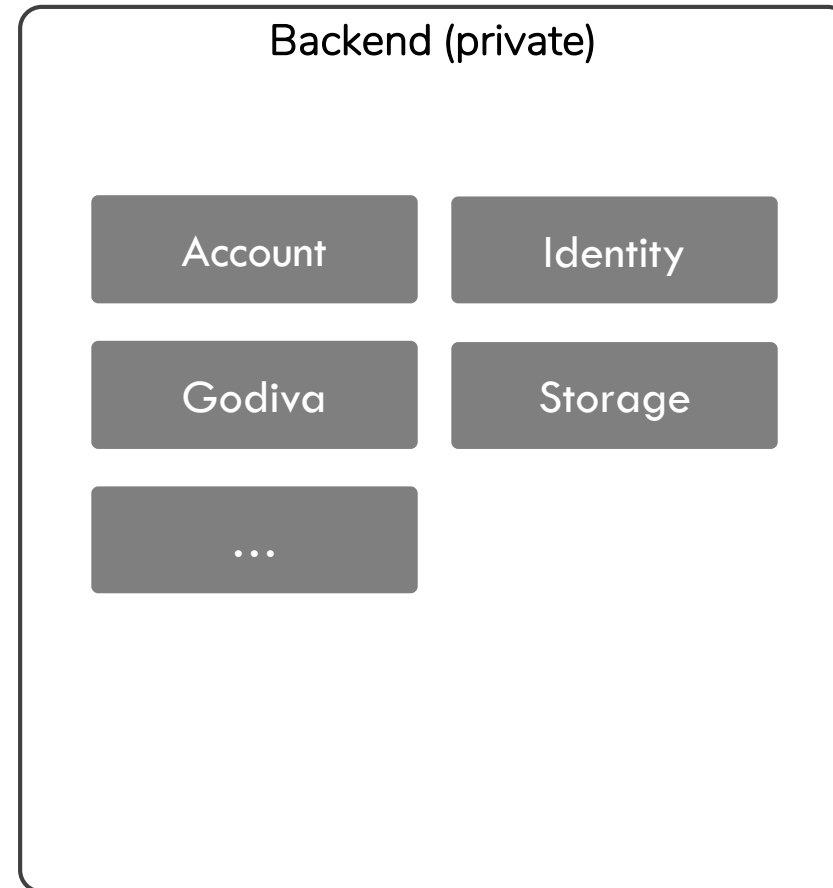 Backend (private)
Account
Identity
Godiva
Storage
...